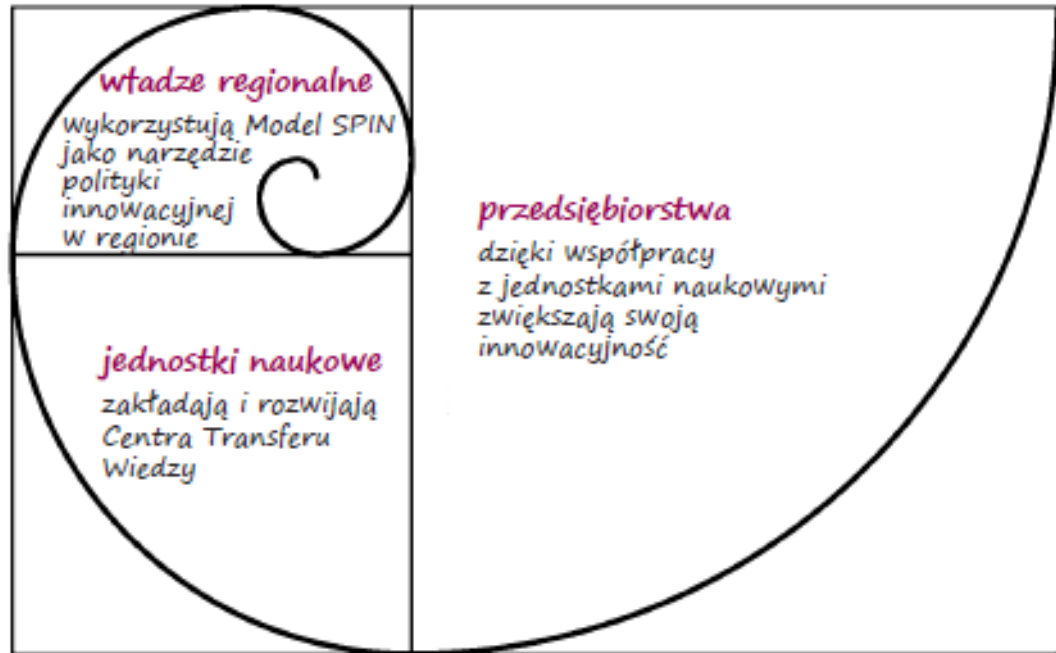 władze regionalne
wykorzystują Model SPIN
jako narzędzie
polityki
innowacyjnej
w regionie
jednostki naukowe
zakładają i rozwijają
Centra Transferu
Wiedzy
przedsiębiorstwa
dzięki współpracy
z jednostkami naukowymi
zwiększają swoją
innowacyjność